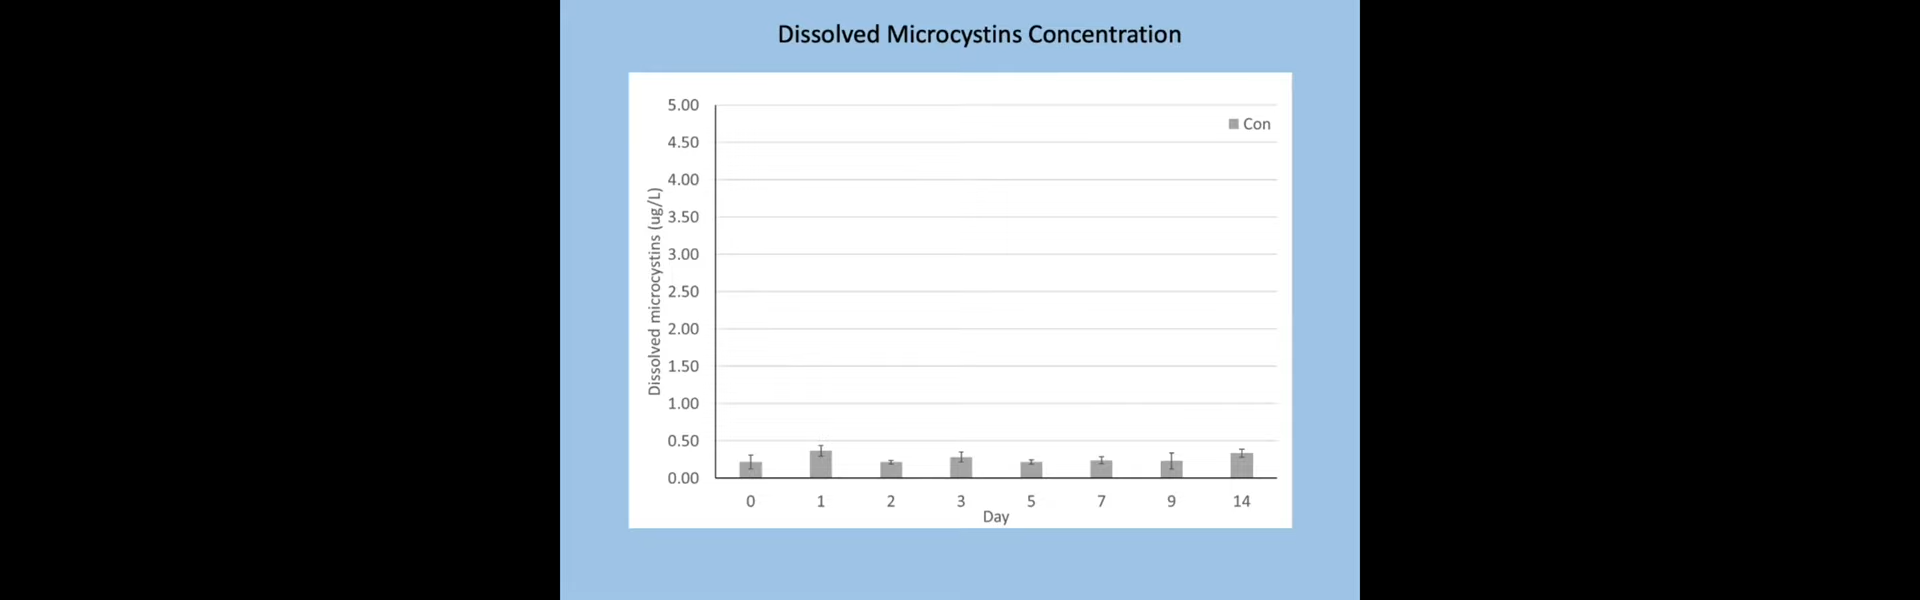 Dissolved Microcystins Concentration
5.00
Con
4.50
4.00
3.50
3.00
2.50
2.00
1.50
1.00
0.50
0.00
Dissolved microcystins (ug/L)
0 1 2 3 5 7 9 14
Day